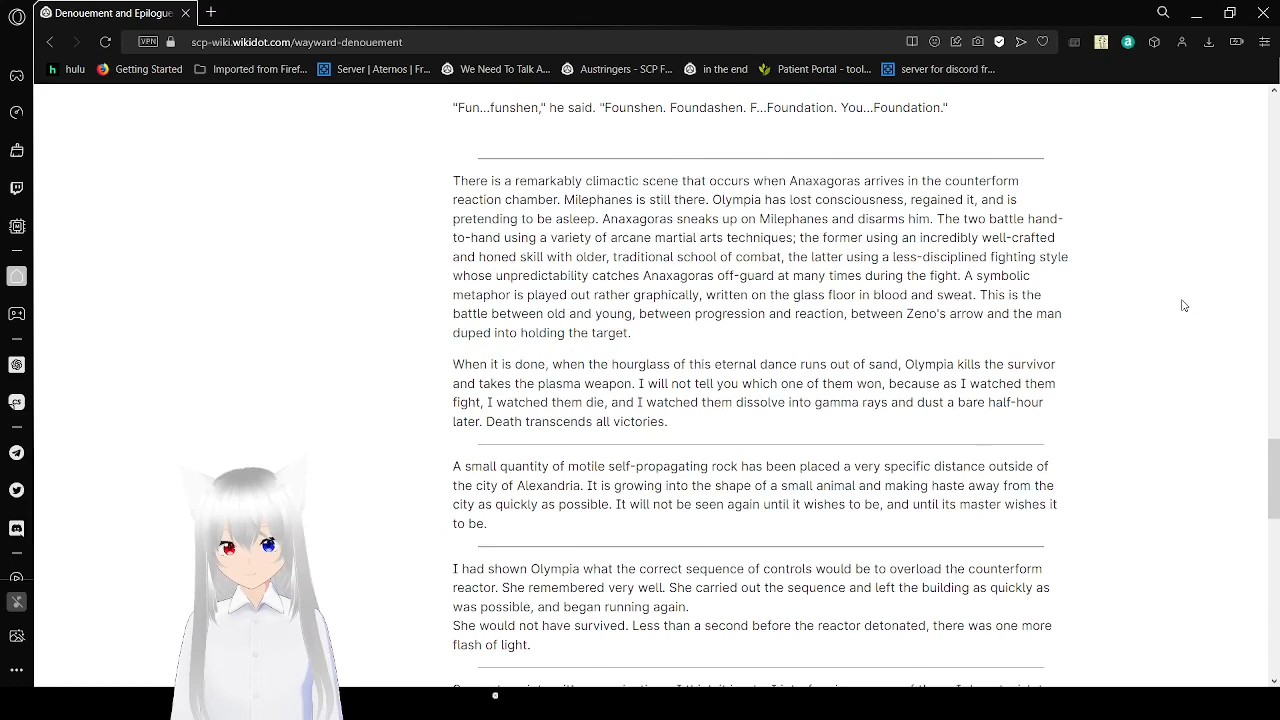 Denouement and Epilogue
scp-wiki.wikidot.com/wayward-denouement
VPN
hulu
Getting Started
Imported from Firef...
Server | Aternos | Fr...
We Need To Talk A...
Austringers - SCP F...
in the end
Patient Portal - tool...
server for discord fr...
"Fun...funshen," he said. "Founshen. Foundashen. F...Foundation. You...Foundation."
There is a remarkably climactic scene that occurs when Anaxagoras arrives in the counterform
reaction chamber. Milephanes is still there. Olympia has lost consciousness, regained it, and is
pretending to be asleep. Anaxagoras sneaks up on Milephanes and disarms him. The two battle hand-
to-hand using a variety of arcane martial arts techniques; the former using an incredibly well-crafted
and honed skill with older, traditional school of combat, the latter using a less-disciplined fighting style
whose unpredictability catches Anaxagoras off-guard at many times during the fight. A symbolic
metaphor is played out rather graphically, written on the glass floor in blood and sweat. This is the
battle between old and young, between progression and reaction, between Zeno's arrow and the man
duped into holding the target.
When it is done, when the hourglass of this eternal dance runs out of sand, Olympia kills the survivor
and takes the plasma weapon. I will not tell you which one of them won, because as I watched them
fight, I watched them die, and I watched them dissolve into gamma rays and dust a bare half-hour
later. Death transcends all victories.
A small quantity of motile self-propagating rock has been placed a very specific distance outside of
the city of Alexandria. It is growing into the shape of a small animal and making haste away from the
city as quickly as possible. It will not be seen again until it wishes to be, and until its master wishes it
to be.
I had shown Olympia what the correct sequence of controls would be to overload the counterform
reactor. She remembered very well. She carried out the sequence and left the building as quickly as
was possible, and began running again.
She would not have survived. Less than a second before the reactor detonated, there was one more
flash of light.